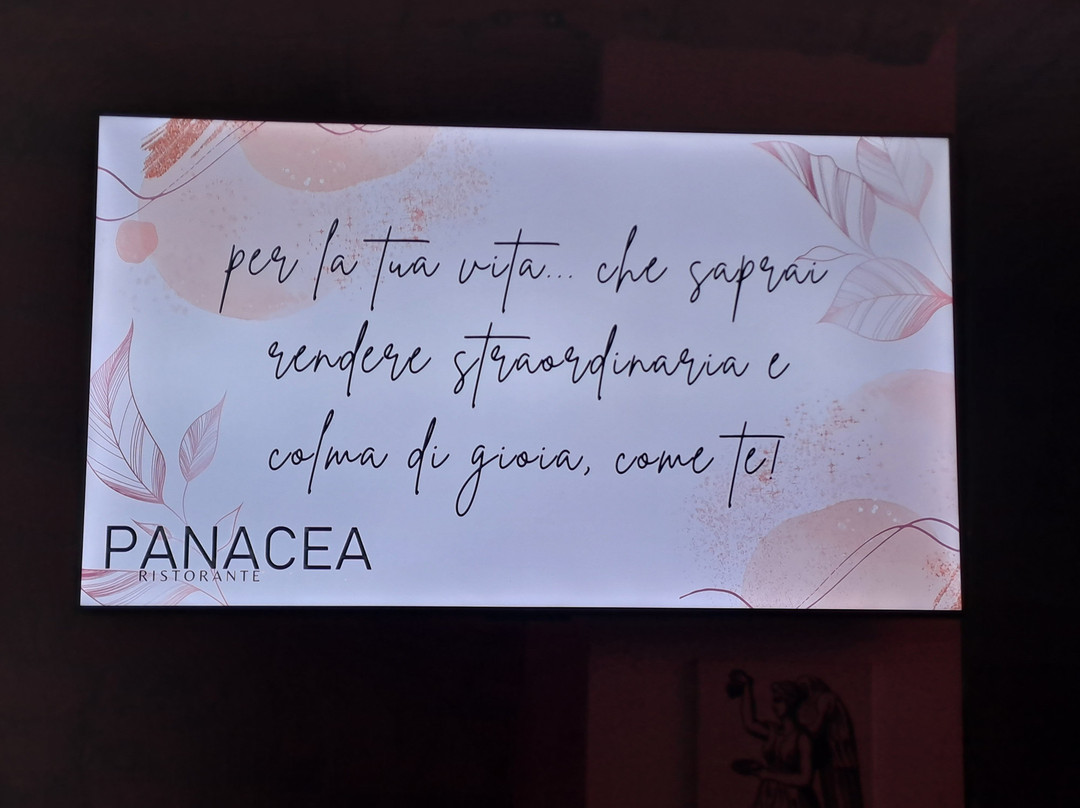 per la tua vita... che saprai
rendere straordinaria e
colma di gioia, come te!
PANACEA
RISTORANTE